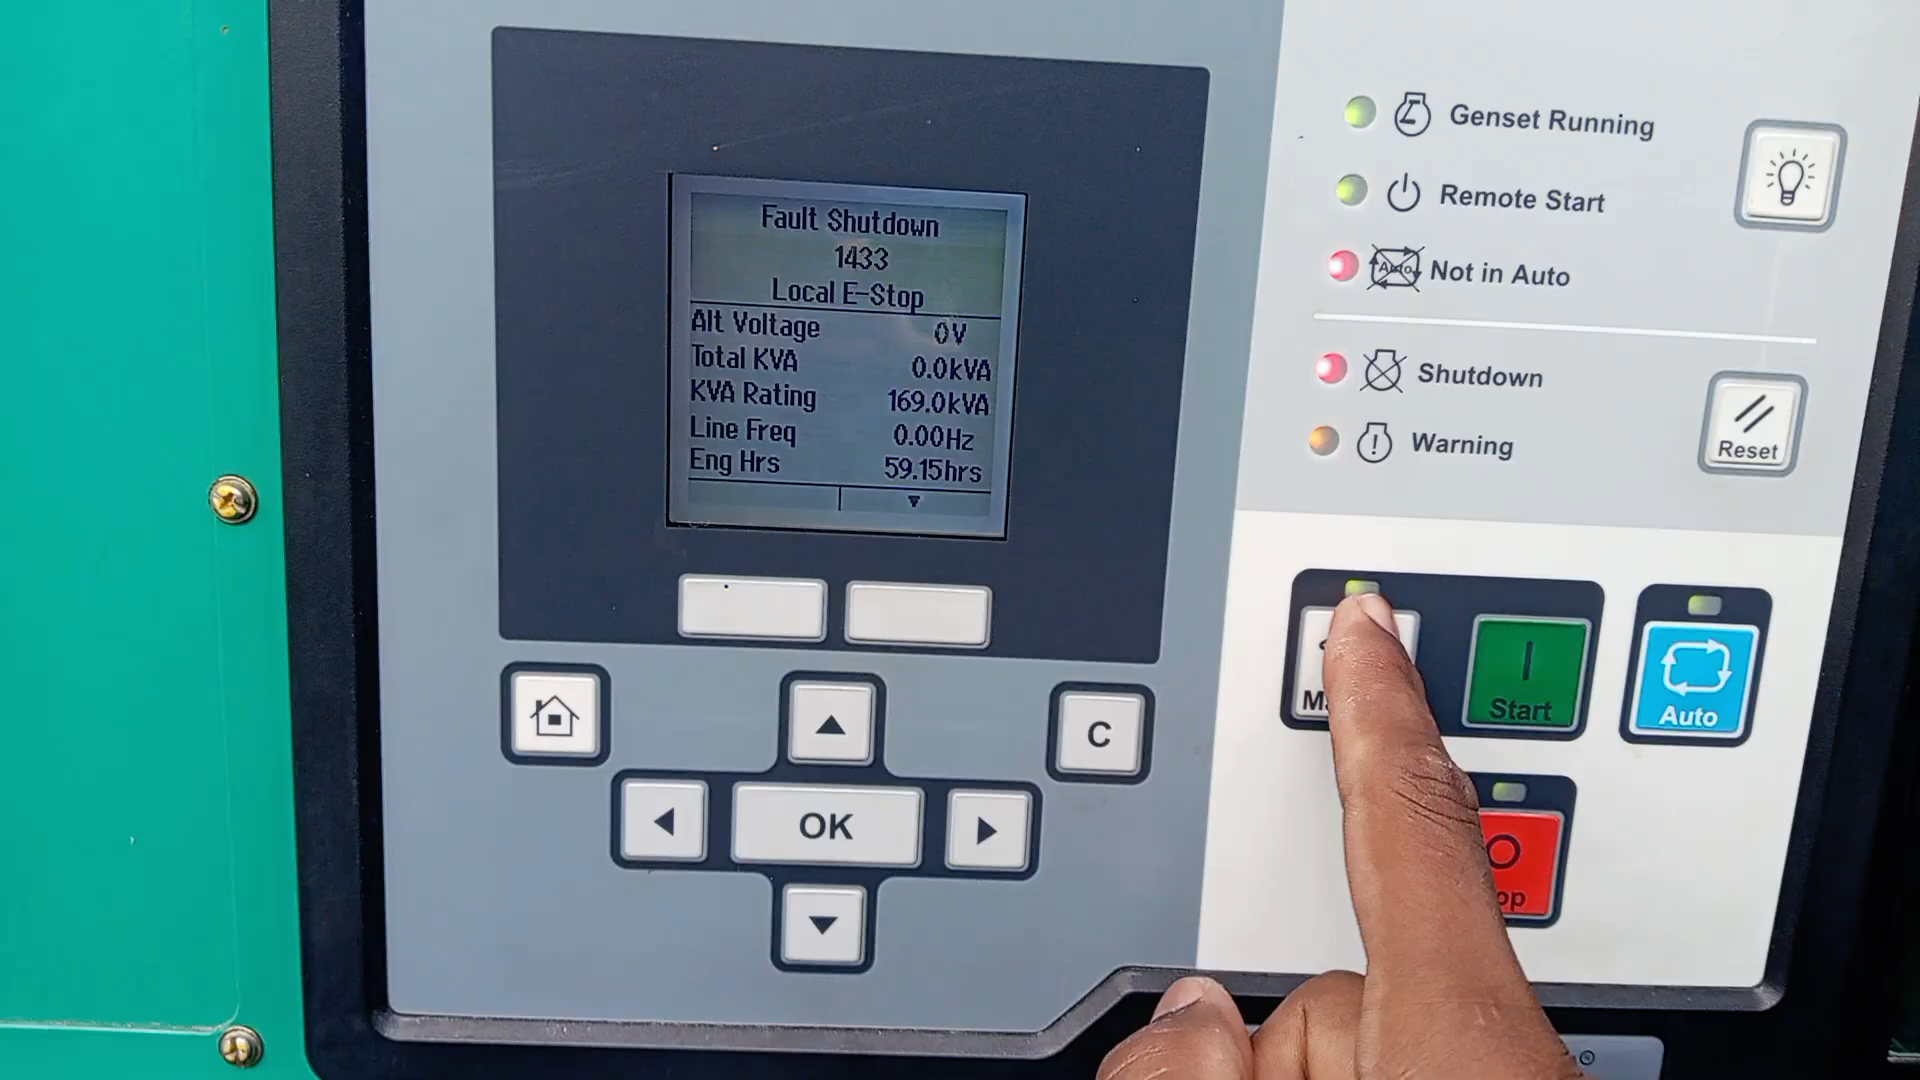 Fault Shutdown
1433
Local E-Stop
Alt Voltage 0V
Total KVA 0.0kVA
KVA Rating 169.0kVA
Line Freq 0.00Hz
Eng Hrs 59.15hrs
Genset Running
Remote Start
Auto Not in Auto
Shutdown
Warning
Reset
Start
Auto
C
OK